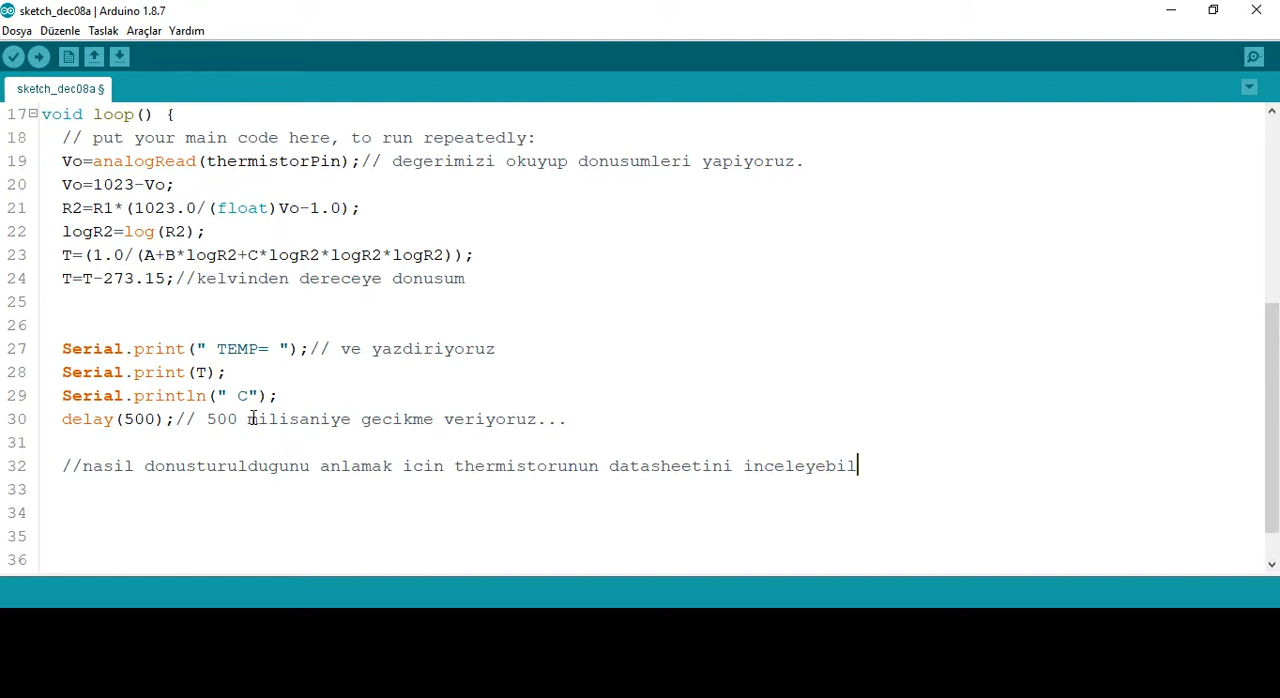 sketch_dec08a | Arduino 1.8.7
Dosya Düzenle Taslak Araçlar Yardım
sketch_dec08a §
17 void loop() {
18 // put your main code here, to run repeatedly:
19 Vo=analogRead(thermistorPin);// degerimizi okuyup donusumleri yapiyoruz.
20 Vo=1023-Vo;
21 R2=R1*(1023.0/(float)Vo-1.0);
22 logR2=log(R2);
23 T=(1.0/(A+B*logR2+C*logR2*logR2*logR2));
24 T=T-273.15;//kelvinden dereceye donusum
25
26
27 Serial.print(" TEMP= ");// ve yazdiriyoruz
28 Serial.print(T);
29 Serial.println(" C");
30 delay(500);// 500 milisaniye gecikme veriyoruz...
31
32 //nasil donusturuldugunu anlamak icin thermistorunun datasheetini inceleyebil
33
34
35
36